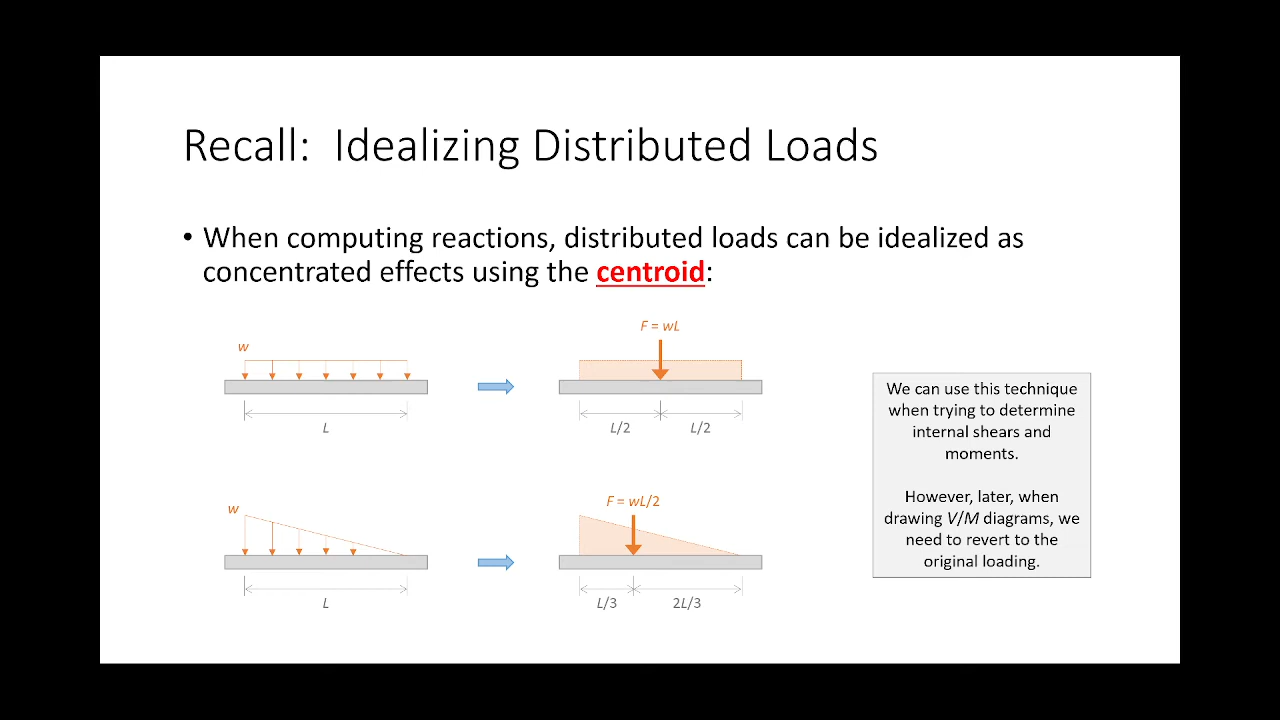 Recall: Idealizing Distributed Loads
• When computing reactions, distributed loads can be idealized as
concentrated effects using the centroid:
w
L
F = wL
L/2
L/2
w
L
F = wL/2
L/3
2L/3
We can use this technique
when trying to determine
internal shears and
moments.
However, later, when
drawing V/M diagrams, we
need to revert to the
original loading.